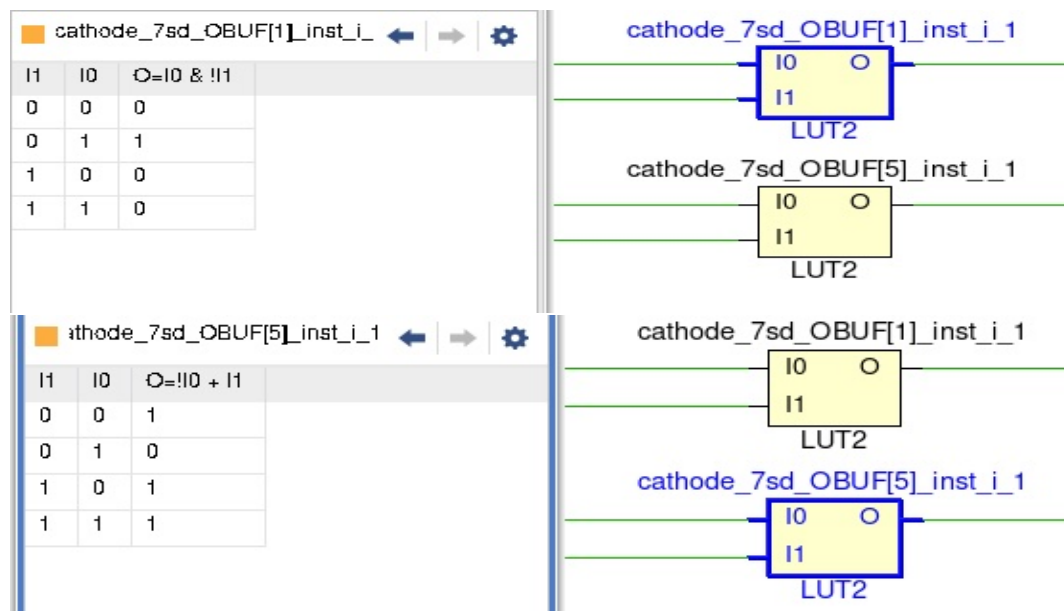 cathode_7sd_OBUF[1]_inst_i_
I1 I0 O=I0 & !I1
0 0 0
0 1 1
1 0 0
1 1 0
cathode_7sd_OBUF[1]_inst_i_1
I0 O
I1
LUT2
cathode_7sd_OBUF[5]_inst_i_1
I0 O
I1
LUT2
athode_7sd_OBUF[5]_inst_i_1
I1 I0 O=!I0 + I1
0 0 1
0 1 0
1 0 1
1 1 1
cathode_7sd_OBUF[1]_inst_i_1
I0 O
I1
LUT2
cathode_7sd_OBUF[5]_inst_i_1
I0 O
I1
LUT2